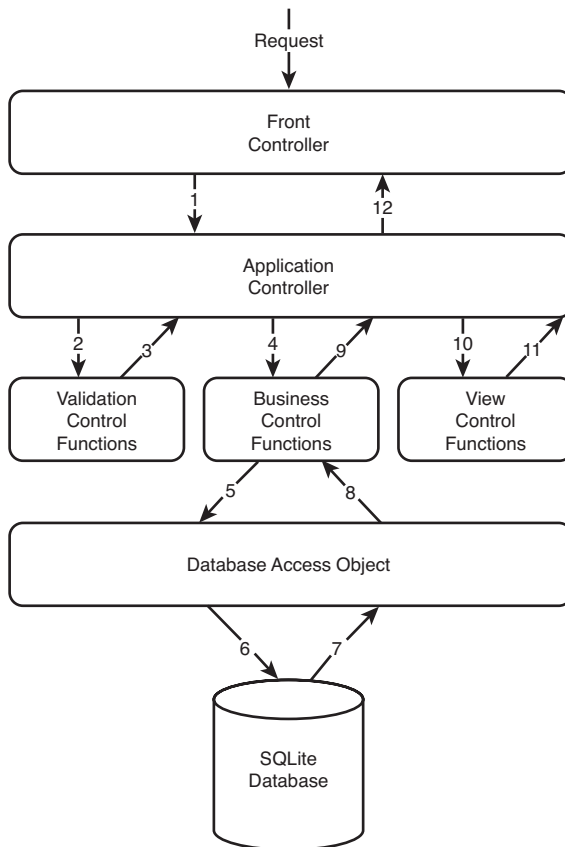 Request
Front
Controller
1
12
Application
Controller
2
3
4
9
10
11
Validation
Control
Functions
Business
Control
Functions
View
Control
Functions
5
8
Database Access Object
6
7
SQLite
Database